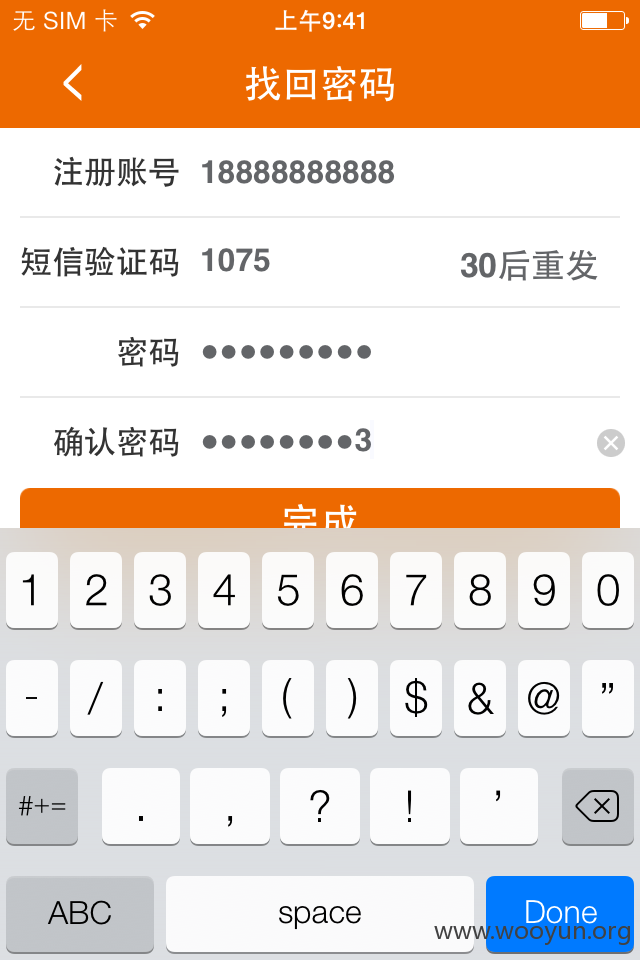 无 SIM 卡 上午9:41
找回密码
注册账号 18888888888
短信验证码 1075 30后重发
密码 ●●●●●●●●●
确认密码 ●●●●●●●●3
完成
1 2 3 4 5 6 7 8 9 0
- / : ; ( ) $ & @ ”
#+= . , ? ! ’
ABC space Done
www.wooyun.org